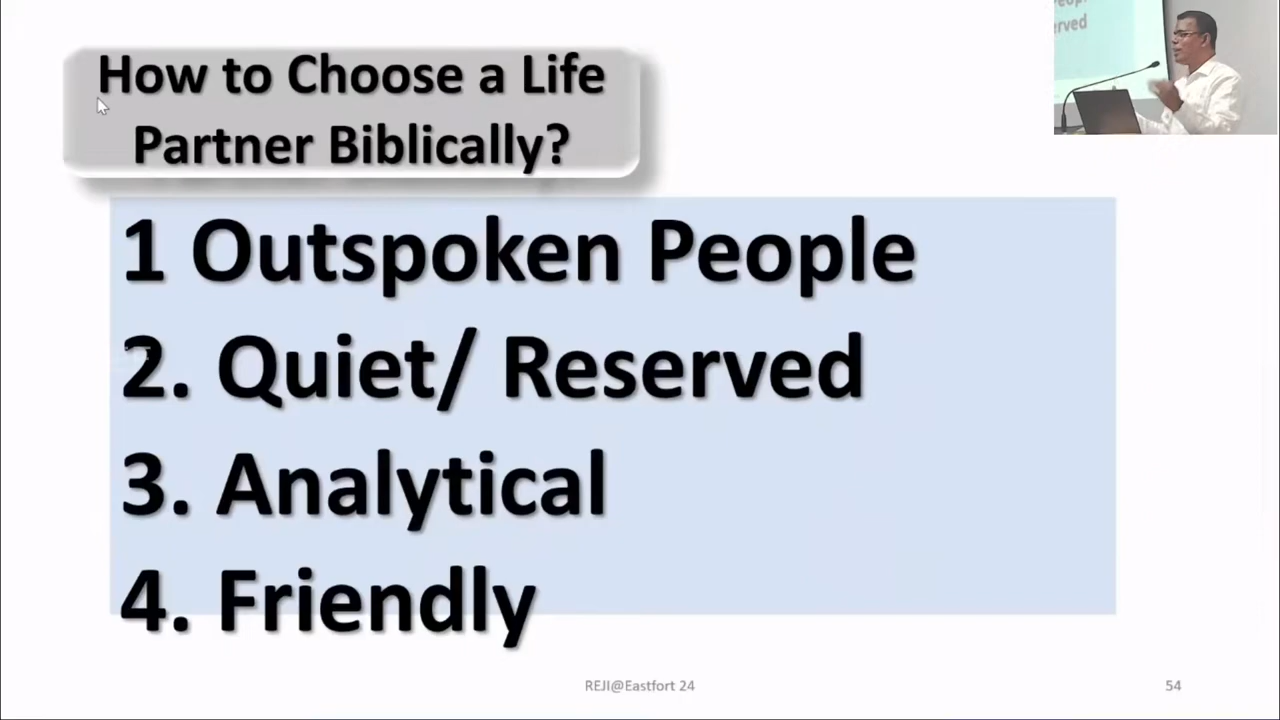 How to Choose a Life
Partner Biblically?
1 Outspoken People
2. Quiet/ Reserved
3. Analytical
4. Friendly
REJI@Eastfort 24
54
erved